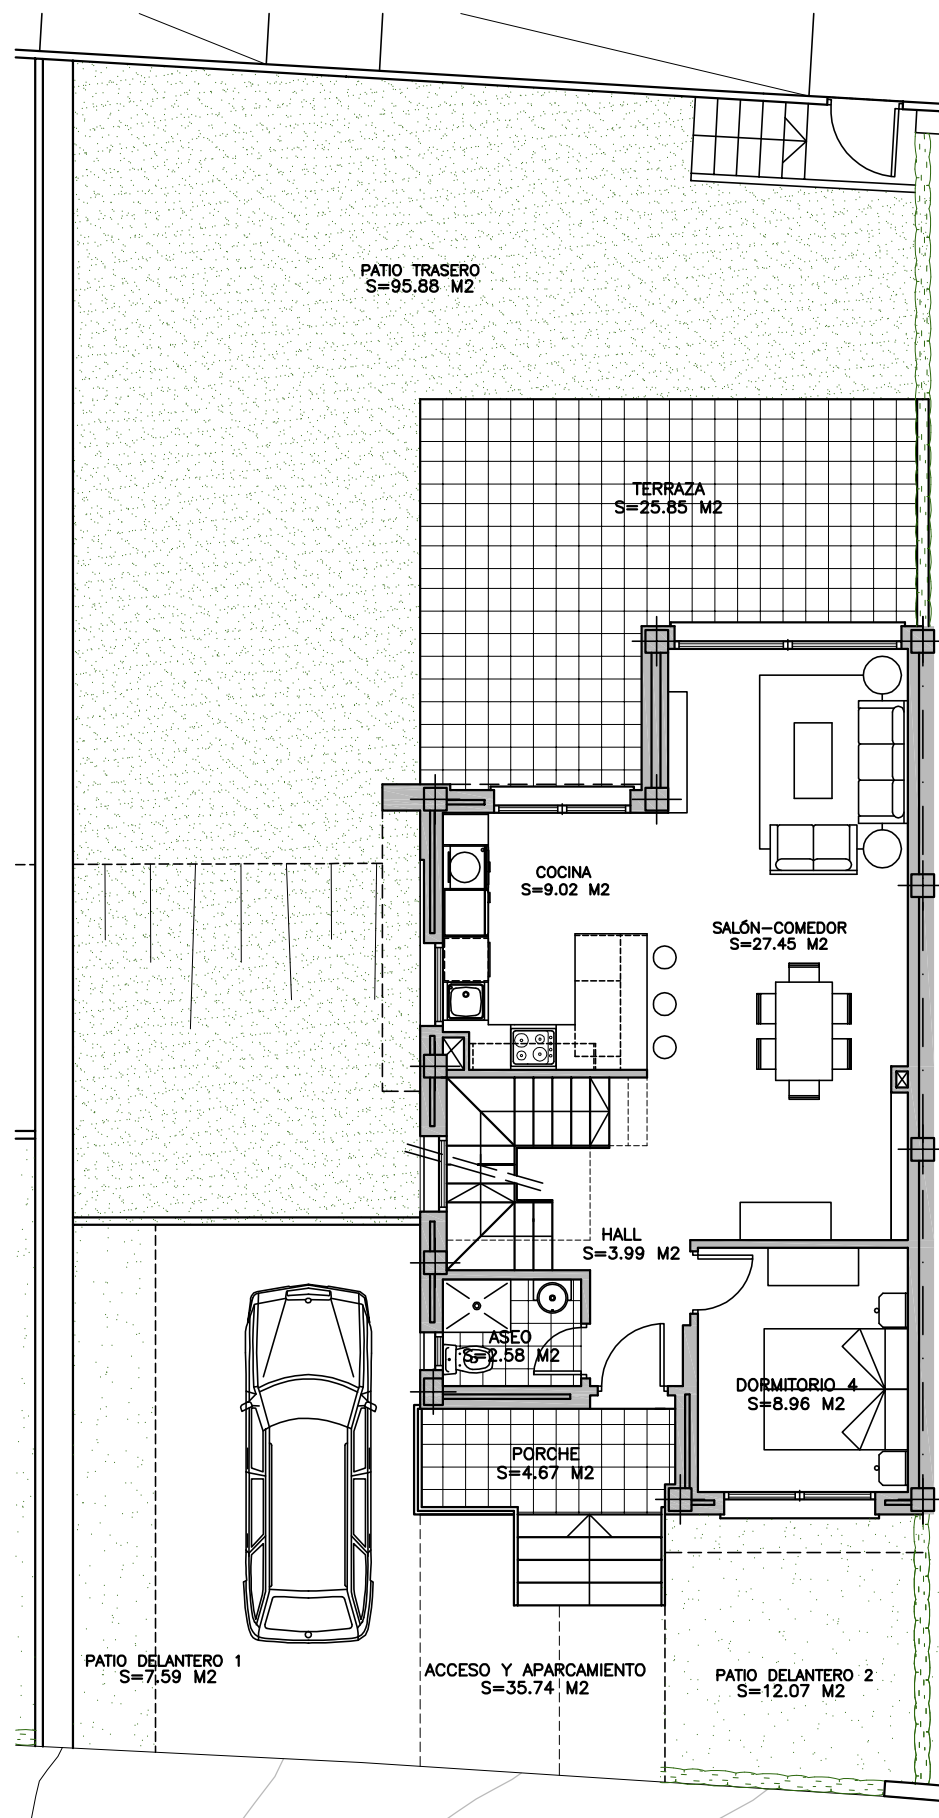 PATIO TRASERO
S=95.88 M2
TERRAZA
S=25.85 M2
COCINA
S=9.02 M2
SALÓN-COMEDOR
S=27.45 M2
HALL
S=3.99 M2
ASEO
S=2.58 M2
DORMITORIO 4
S=8.96 M2
PORCHE
S=4.67 M2
PATIO DELANTERO 1
S=7.59 M2
ACCESO Y APARCAMIENTO
S=35.74 M2
PATIO DELANTERO 2
S=12.07 M2